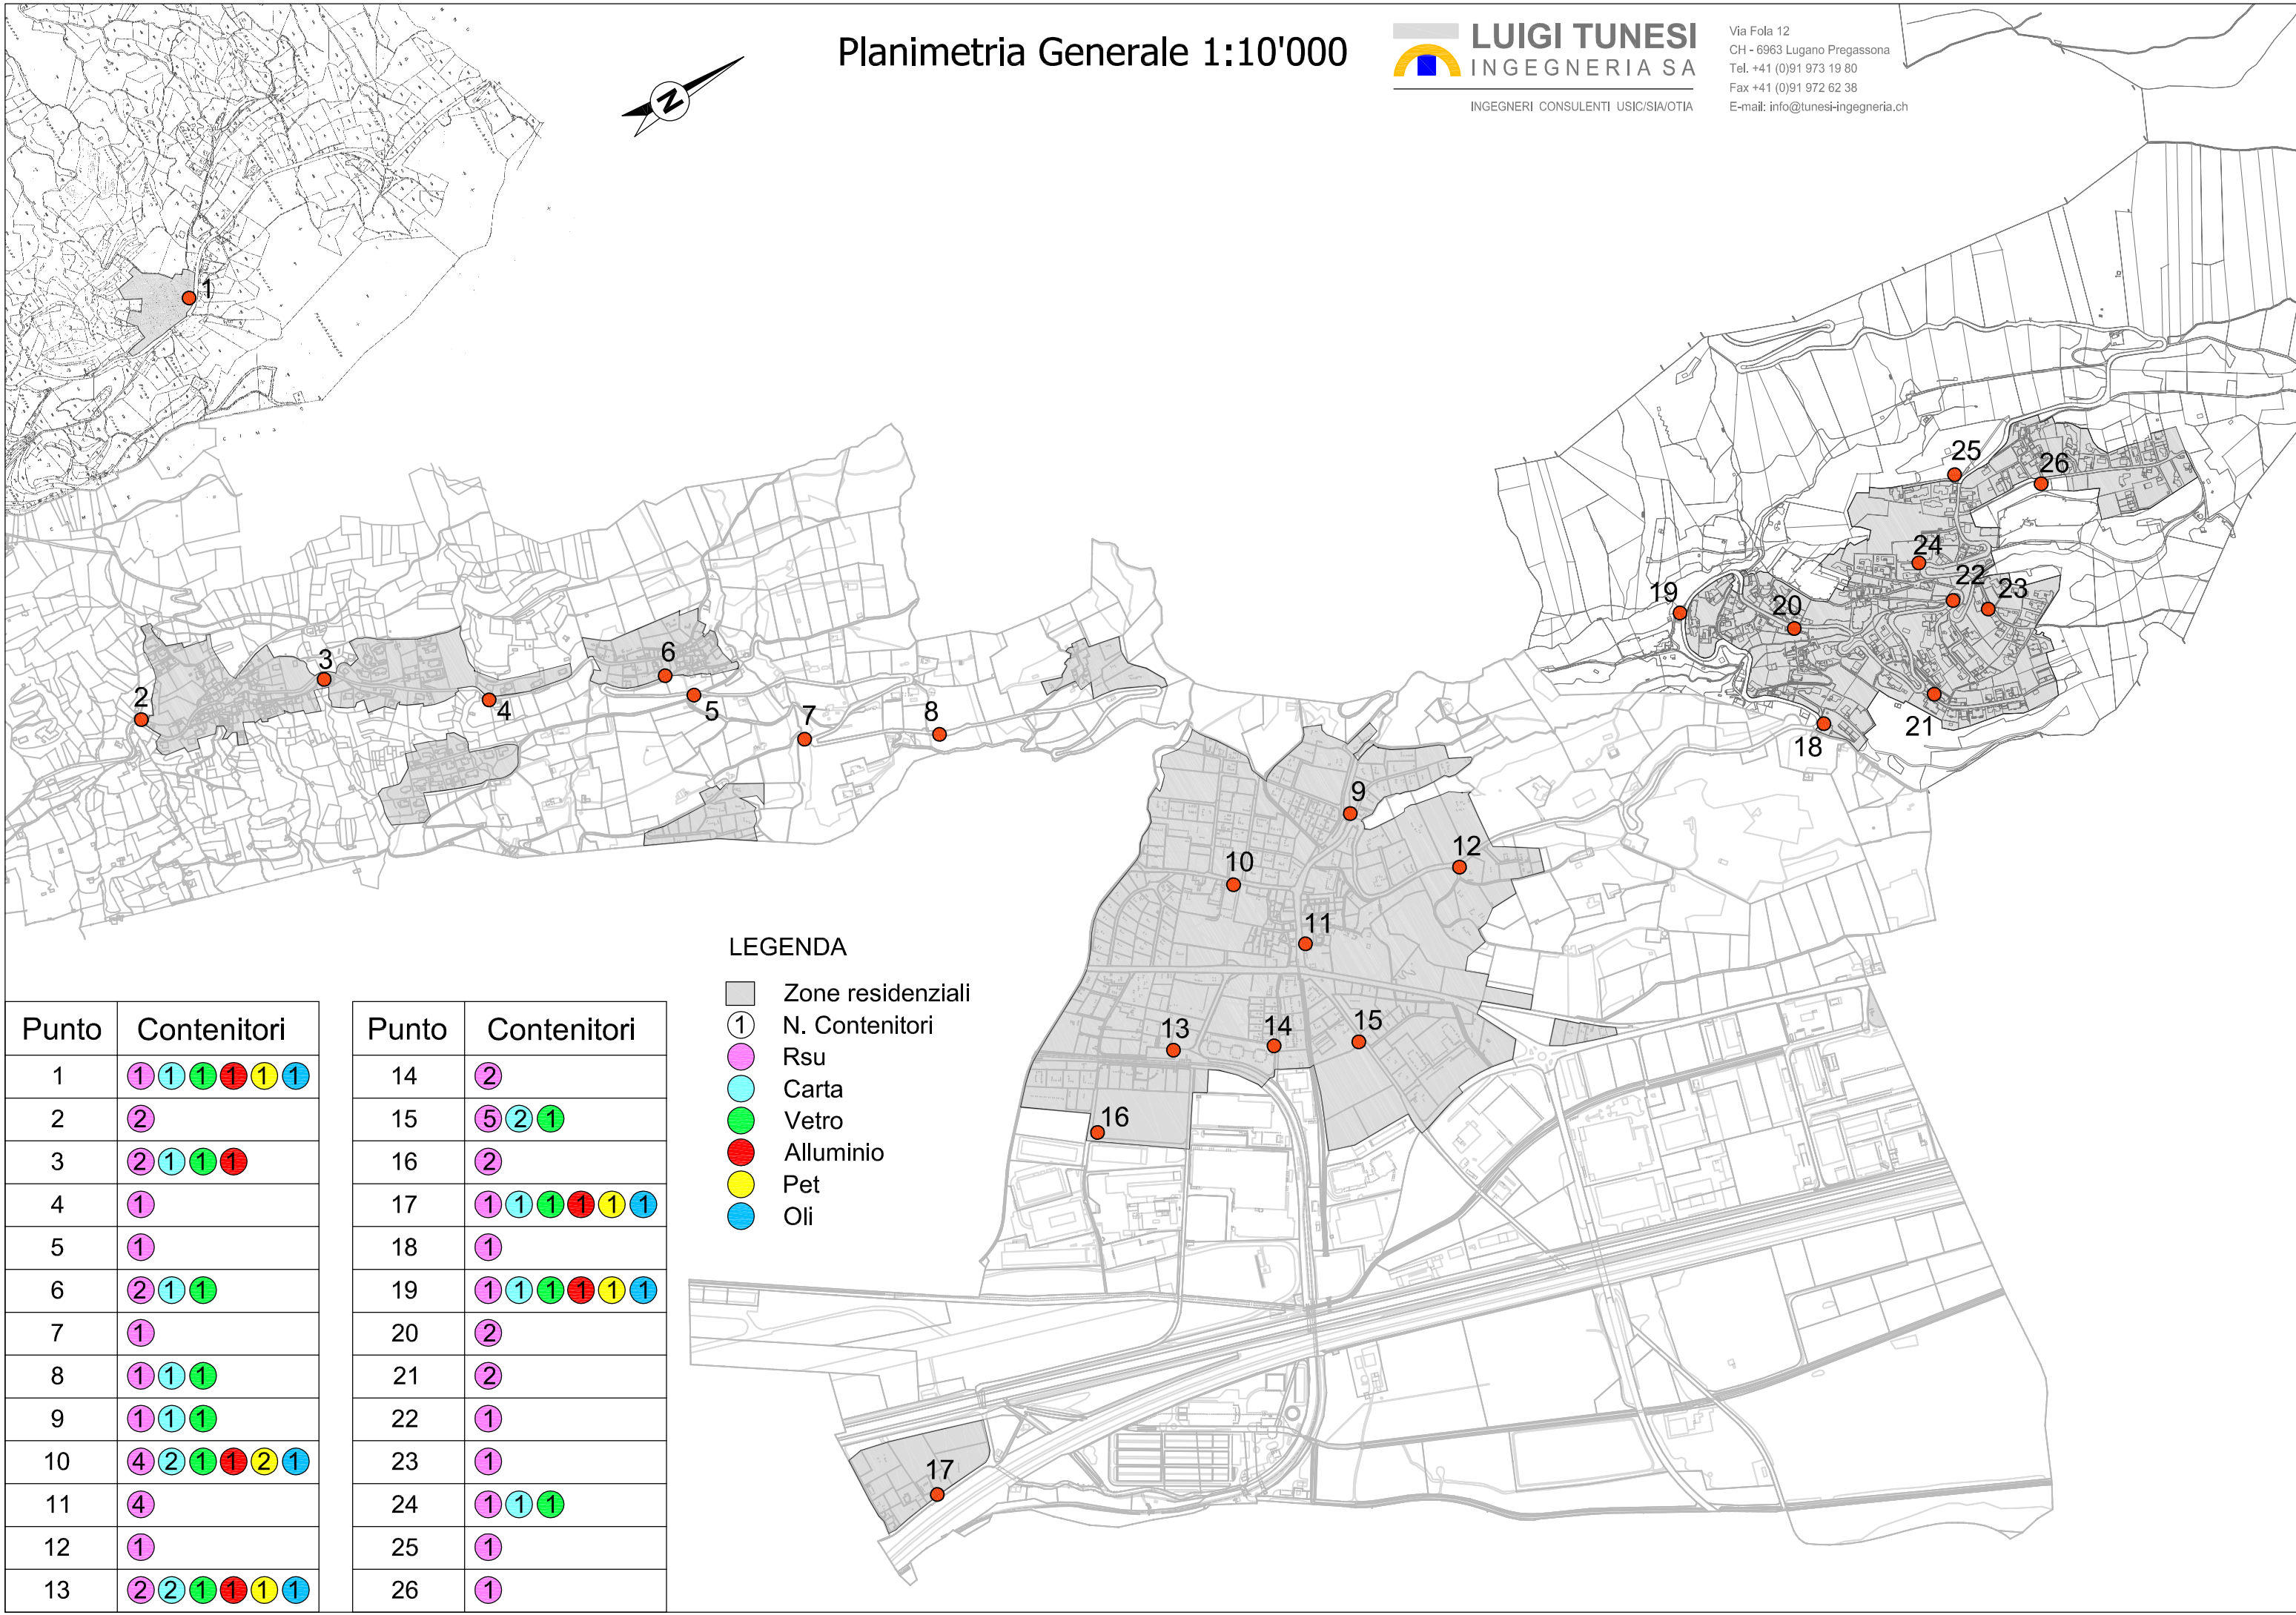 Planimetria Generale 1:10'000
LUIGI TUNESI
INGEGNERIA SA
INGEGNERI CONSULENTI USIC/SIA/OTIA
Via Fola 12
CH - 6963 Lugano Pregassona
Tel. +41 (0)91 973 19 80
Fax +41 (0)91 972 62 38
E-mail: info@tunesi-ingegneria.ch
N
1
25
26
24
22
23
19
20
21
18
3
6
2
4
5
7
8
9
12
10
11
13
14
15
16
17
LEGENDA
Zone residenziali
1 N. Contenitori
Rsu
Carta
Vetro
Alluminio
Pet
Oli
Punto Contenitori
1 1 1 1 1 1 1
2 2
3 2 1 1 1
4 1
5 1
6 2 1 1
7 1
8 1 1 1
9 1 1 1
10 4 2 1 1 2 1
11 4
12 1
13 2 2 1 1 1 1
Punto Contenitori
14 2
15 5 2 1
16 2
17 1 1 1 1 1 1
18 1
19 1 1 1 1 1 1
20 2
21 2
22 1
23 1
24 1 1 1
25 1
26 1